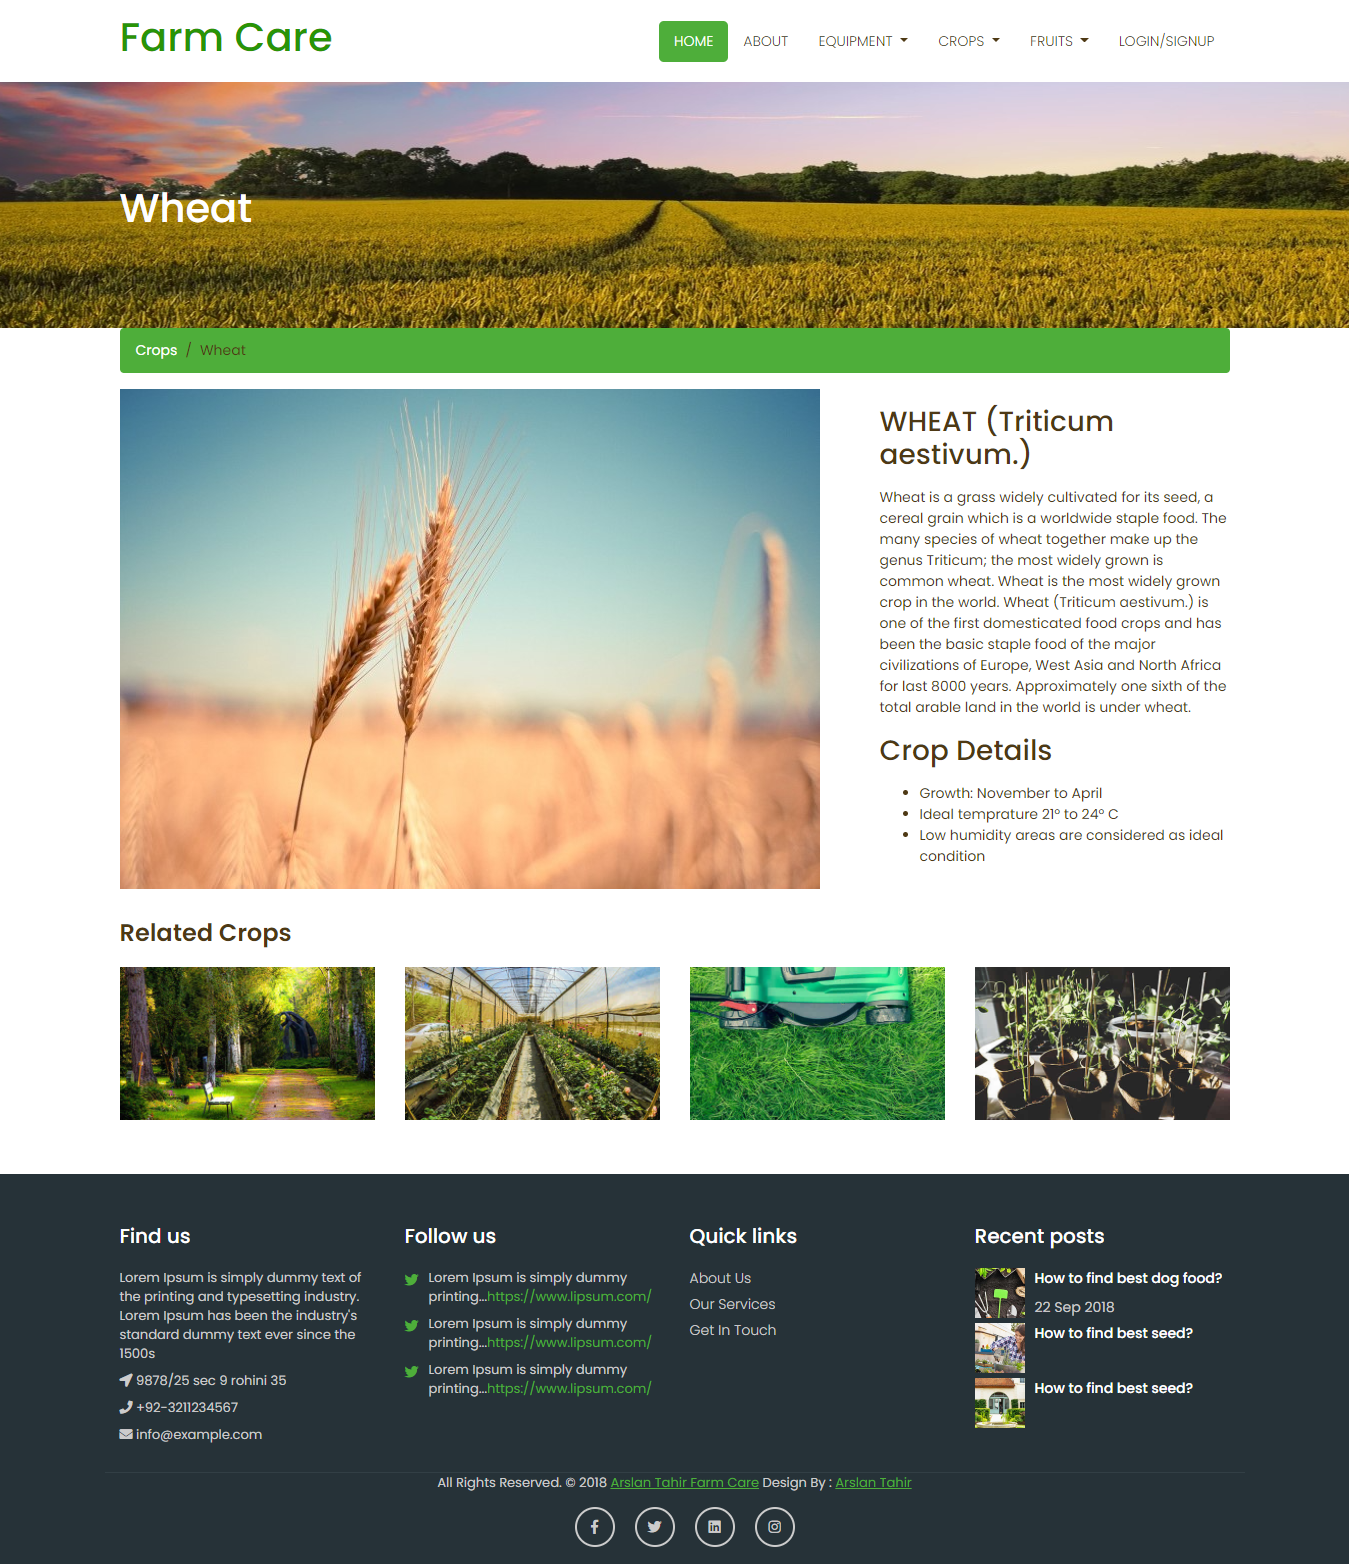 Farm Care
HOME
ABOUT
EQUIPMENT
CROPS
FRUITS
LOGIN/SIGNUP
Wheat
Crops / Wheat
WHEAT (Triticum
aestivum.)
Wheat is a grass widely cultivated for its seed, a
cereal grain which is a worldwide staple food. The
many species of wheat together make up the
genus Triticum; the most widely grown is
common wheat. Wheat is the most widely grown
crop in the world. Wheat (Triticum aestivum.) is
one of the first domesticated food crops and has
been the basic staple food of the major
civilizations of Europe, West Asia and North Africa
for last 8000 years. Approximately one sixth of the
total arable land in the world is under wheat.
Crop Details
• Growth: November to April
• Ideal temprature 21° to 24° C
• Low humidity areas are considered as ideal
condition
Related Crops
Find us
Lorem Ipsum is simply dummy text of
the printing and typesetting industry.
Lorem Ipsum has been the industry's
standard dummy text ever since the
1500s
9878/25 sec 9 rohini 35
+92-3211234567
info@example.com
Follow us
Lorem Ipsum is simply dummy
printing...https://www.lipsum.com/
Lorem Ipsum is simply dummy
printing...https://www.lipsum.com/
Lorem Ipsum is simply dummy
printing...https://www.lipsum.com/
Quick links
About Us
Our Services
Get In Touch
Recent posts
How to find best dog food?
22 Sep 2018
How to find best seed?
How to find best seed?
All Rights Reserved. © 2018 Arslan Tahir Farm Care Design By : Arslan Tahir